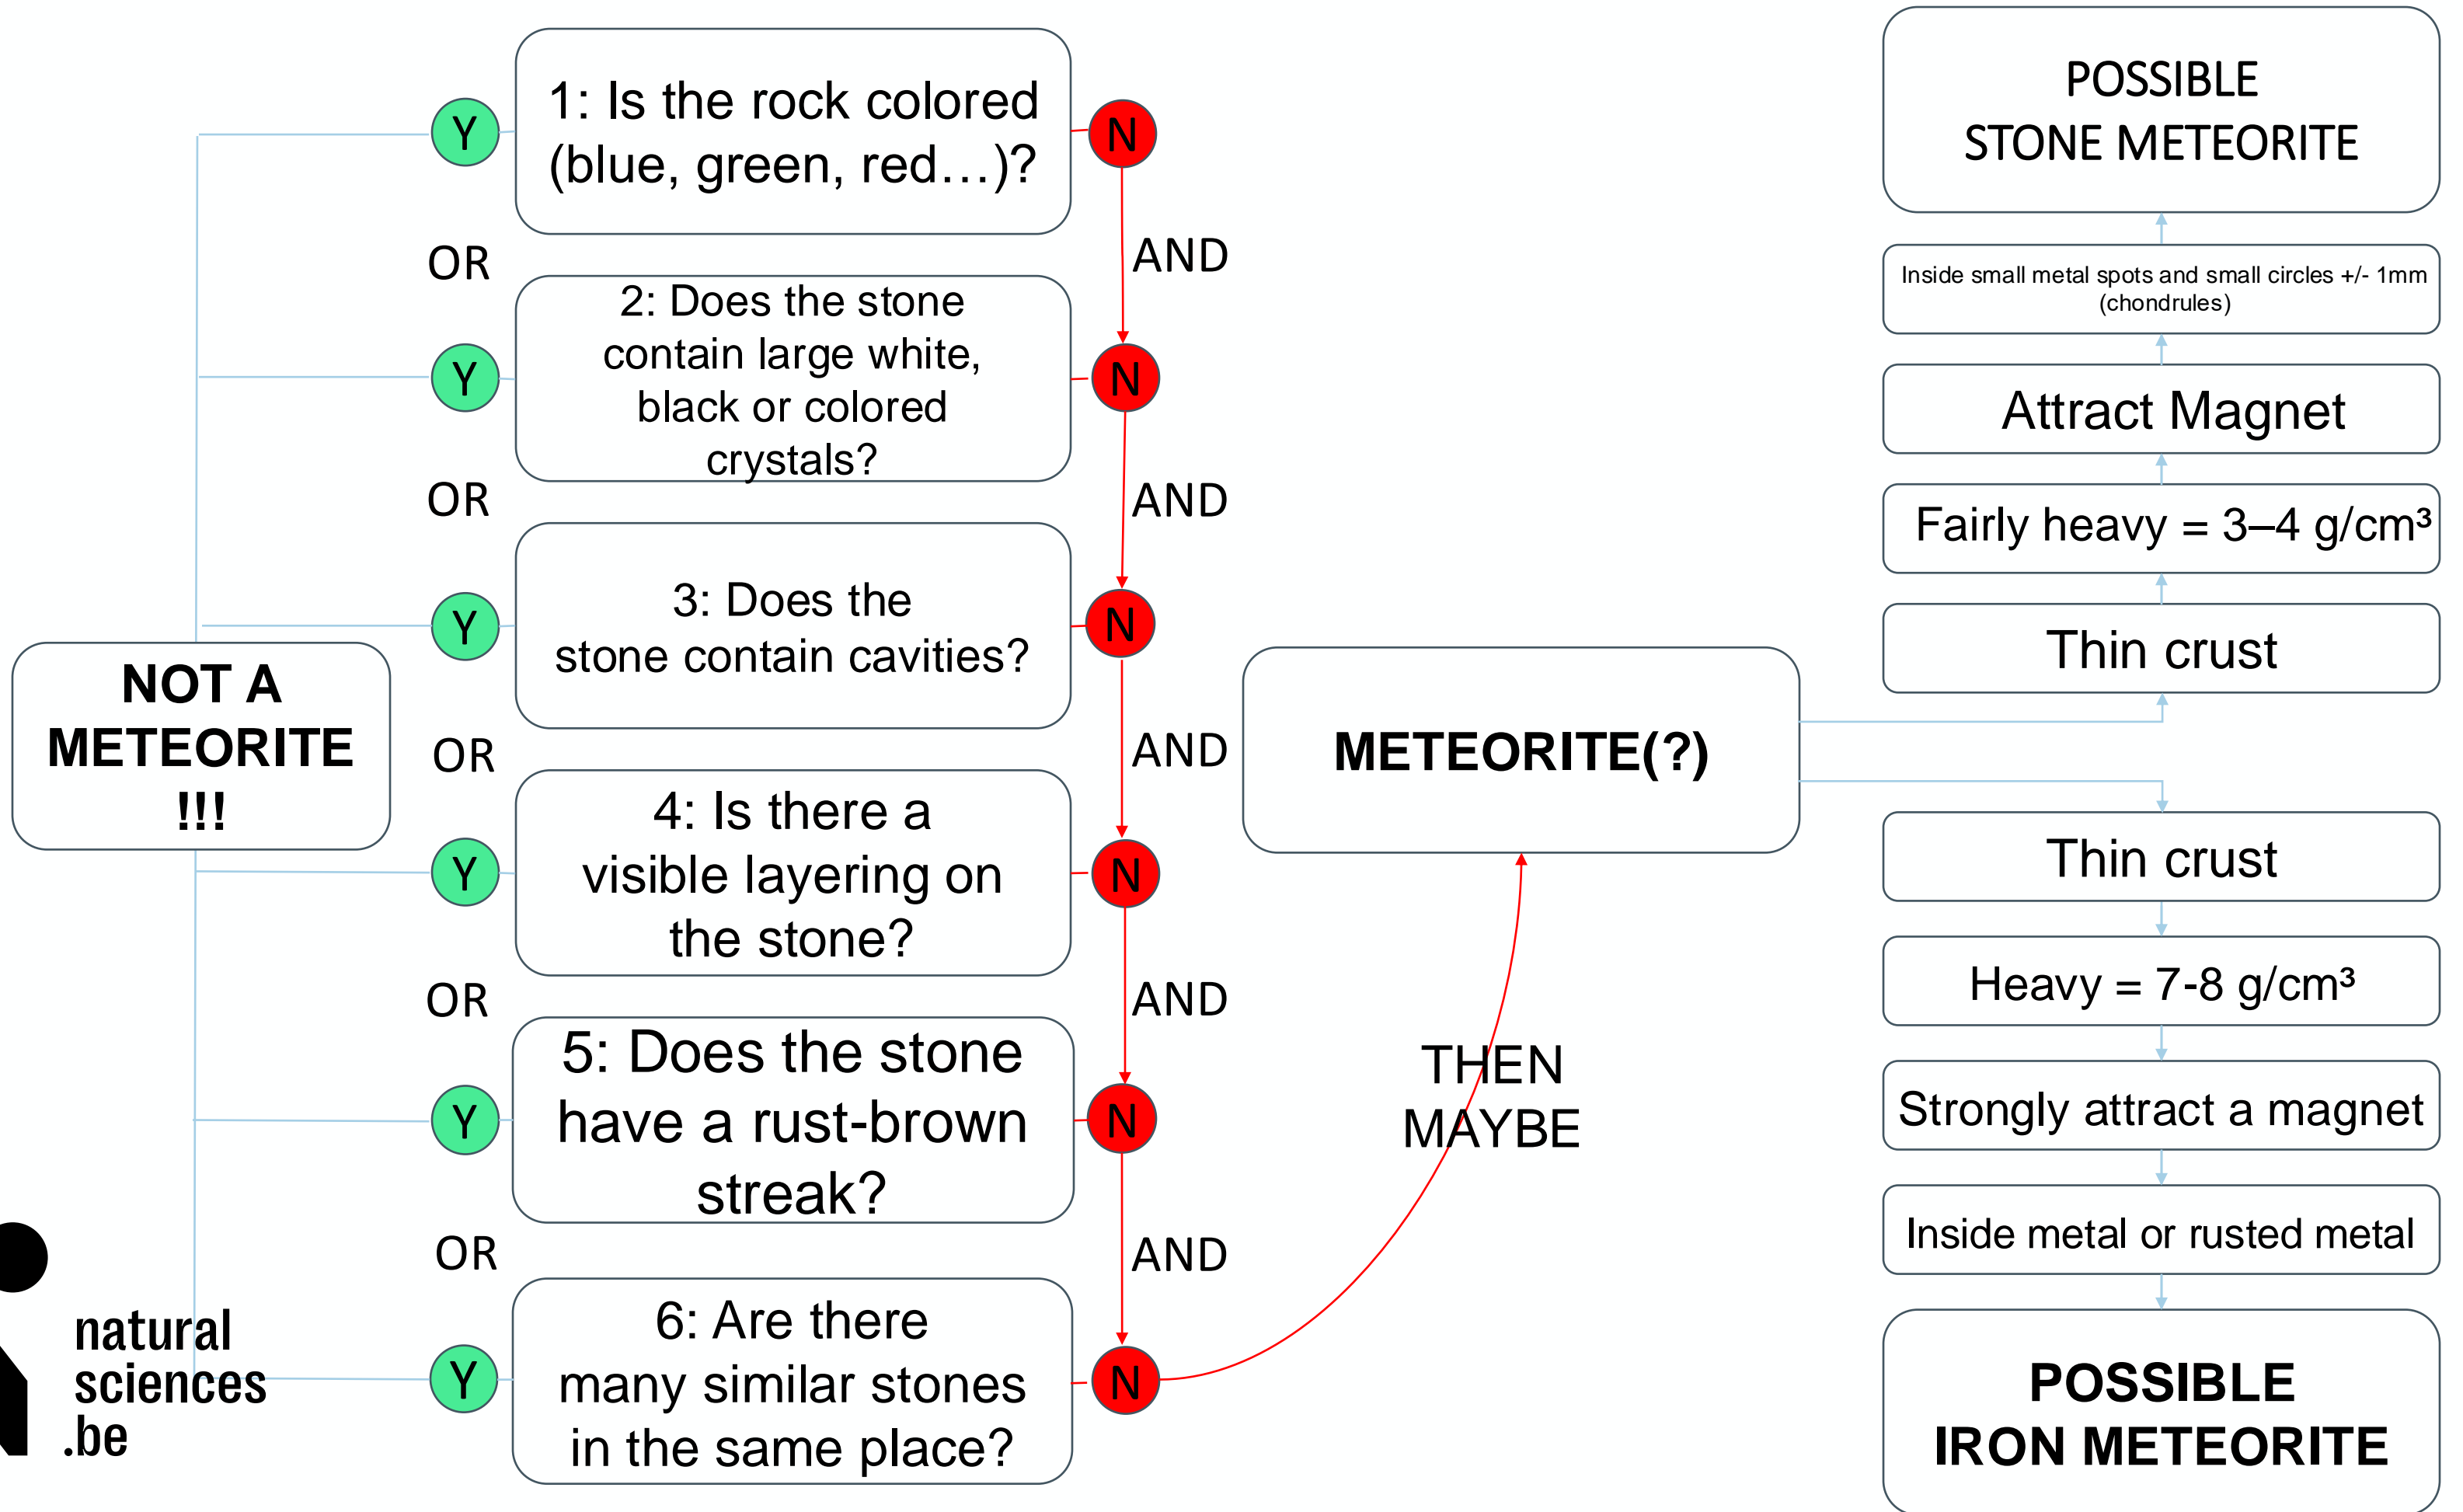 1: Is the rock colored
(blue, green, red…)?
Y
N
OR
AND
2: Does the stone
contain large white,
black or colored
crystals?
Y
N
OR
AND
3: Does the
stone contain cavities?
Y
N
NOT A
METEORITE
!!!
OR
AND
4: Is there a
visible layering on
the stone?
Y
N
OR
AND
5: Does the stone
have a rust-brown
streak?
Y
N
OR
AND
6: Are there
many similar stones
in the same place?
Y
N
THEN
MAYBE
METEORITE(?)
POSSIBLE
STONE METEORITE
Inside small metal spots and small circles +/- 1mm
(chondrules)
Attract Magnet
Fairly heavy = 3–4 g/cm³
Thin crust
Thin crust
Heavy = 7-8 g/cm³
Strongly attract a magnet
Inside metal or rusted metal
POSSIBLE
IRON METEORITE
natural
sciences
.be